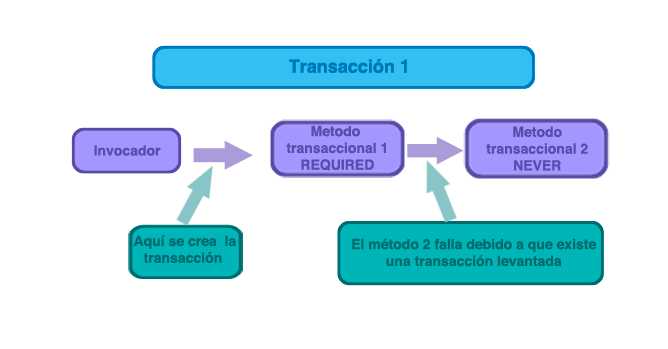 Transacción 1
Invocador
Metodo
transaccional 1
REQUIRED
Metodo
transaccional 2
NEVER
Aquí se crea la
transacción
El método 2 falla debido a que existe
una transacción levantada